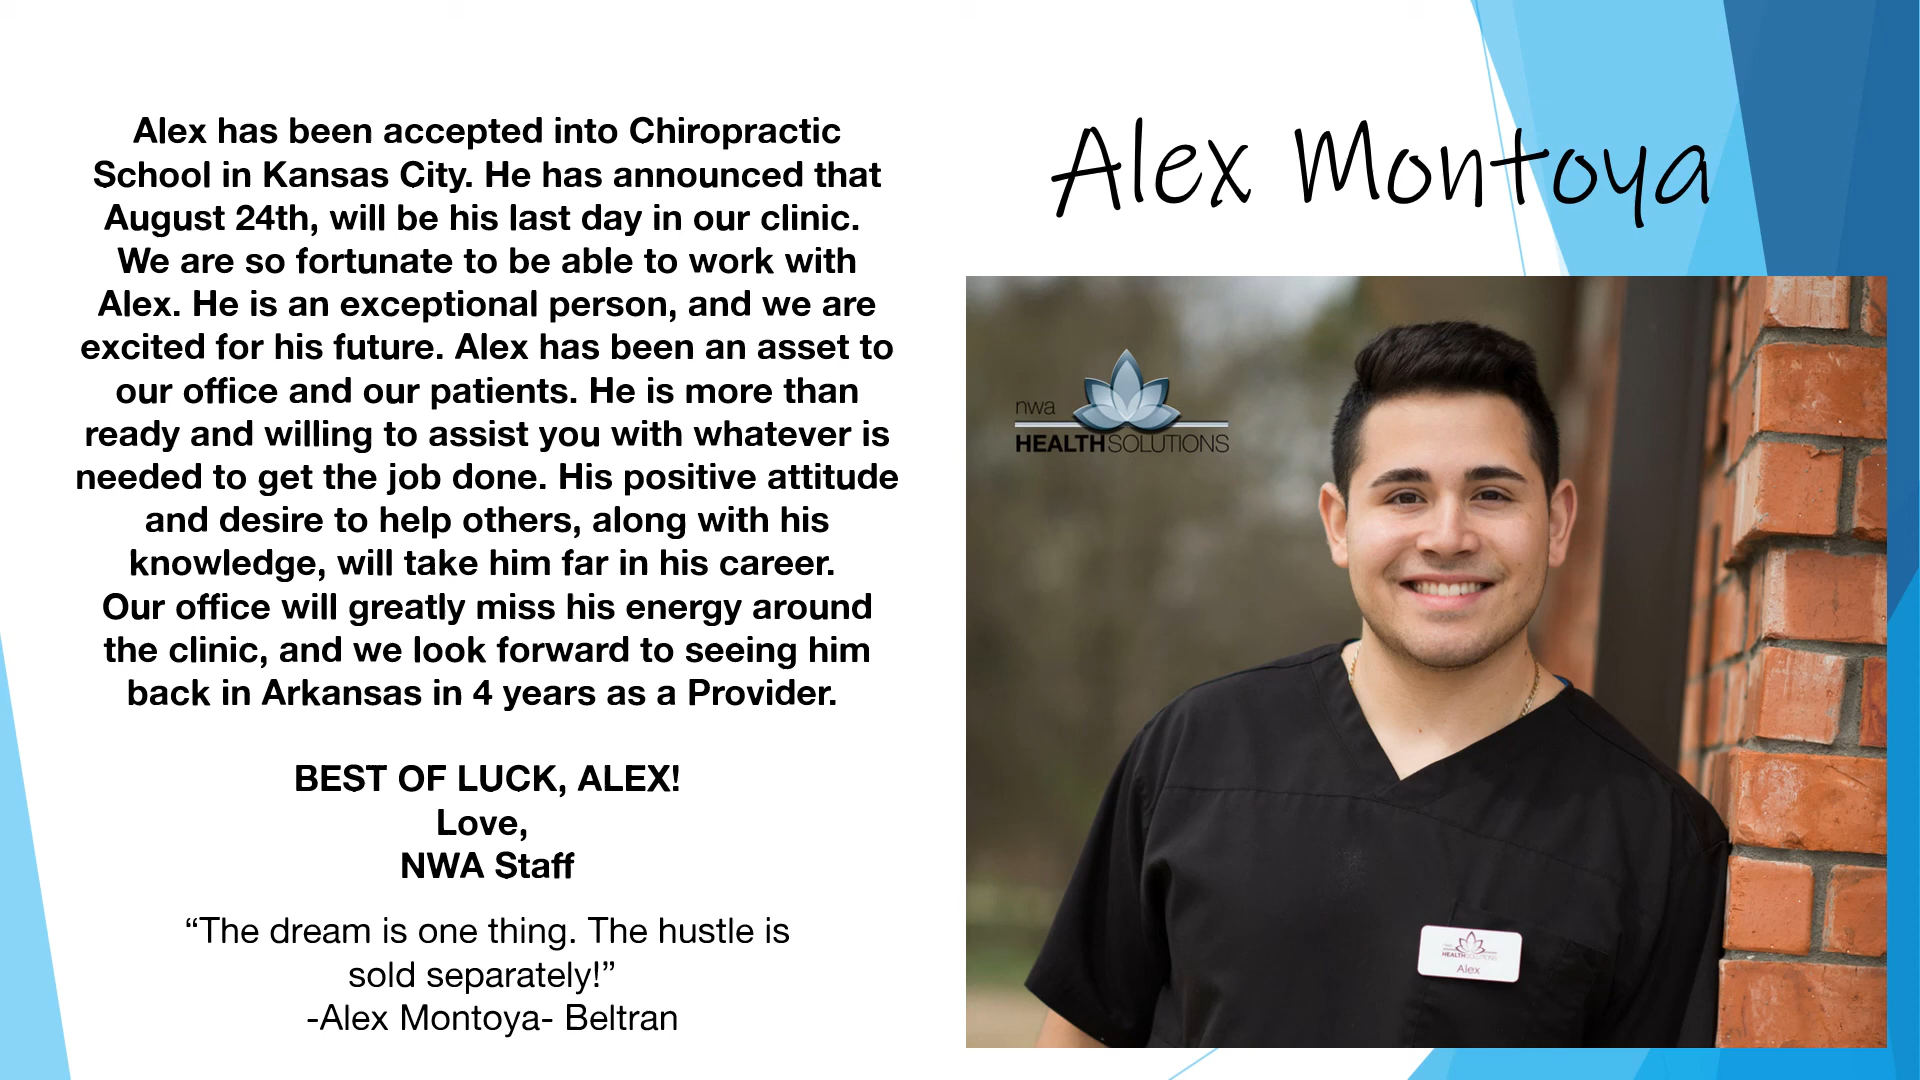 Alex has been accepted into Chiropractic
School in Kansas City. He has announced that
August 24th, will be his last day in our clinic.
We are so fortunate to be able to work with
Alex. He is an exceptional person, and we are
excited for his future. Alex has been an asset to
our office and our patients. He is more than
ready and willing to assist you with whatever is
needed to get the job done. His positive attitude
and desire to help others, along with his
knowledge, will take him far in his career.
Our office will greatly miss his energy around
the clinic, and we look forward to seeing him
back in Arkansas in 4 years as a Provider.
BEST OF LUCK, ALEX!
Love,
NWA Staff
“The dream is one thing. The hustle is
sold separately!”
-Alex Montoya- Beltran
Alex Montoya
nwa
HEALTHSOLUTIONS
HEALTHSOLUTIONS
Alex